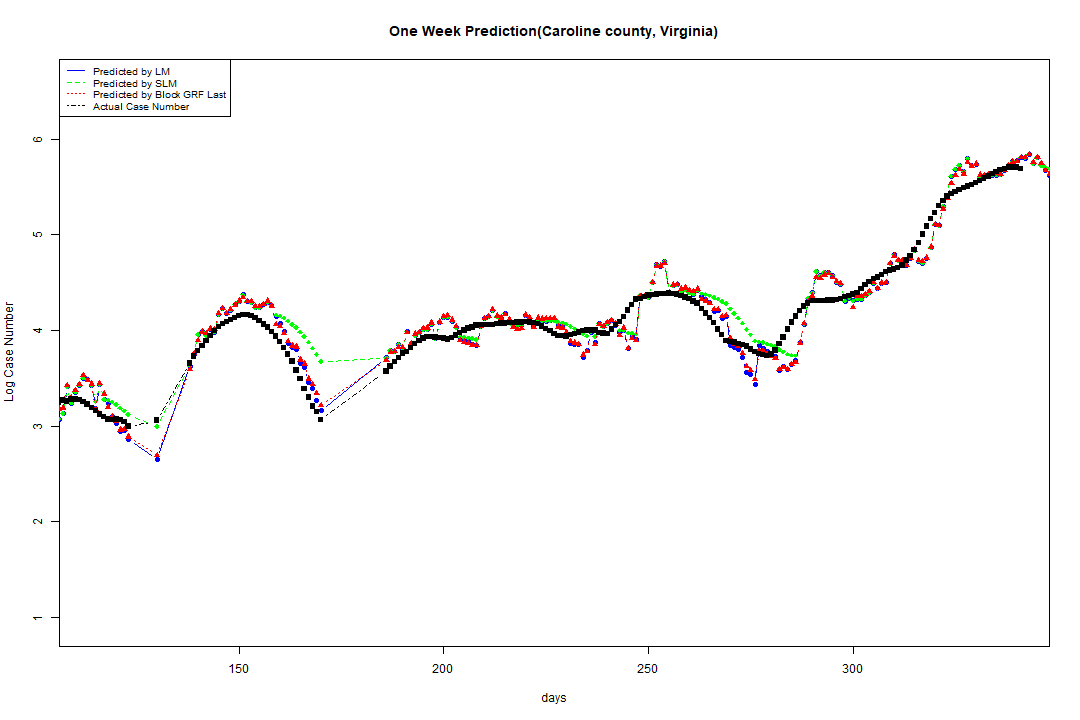 One Week Prediction(Caroline county, Virginia)
Predicted by LM
Predicted by SLM
Predicted by Block GRF Last
Actual Case Number
Log Case Number
6
5
4
3
2
1
150 200 250 300
days